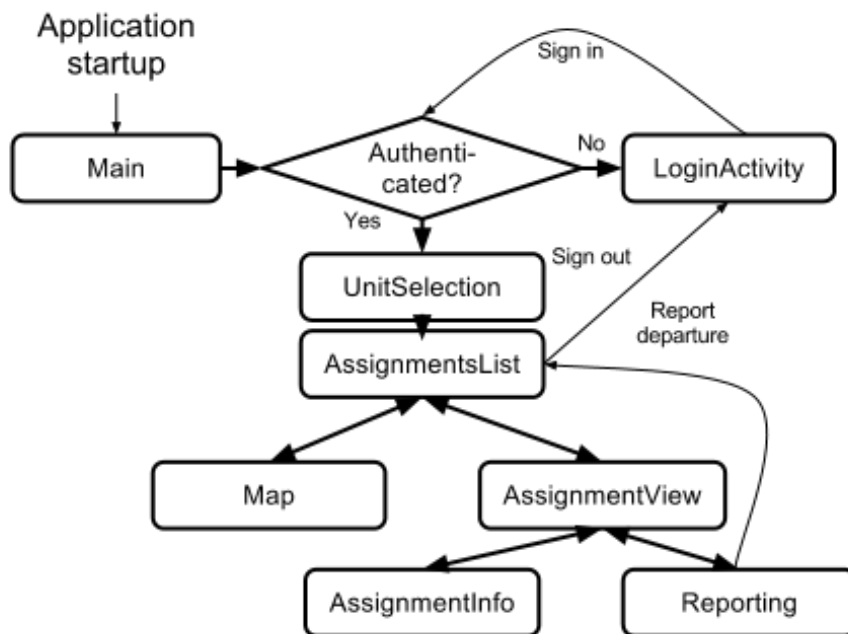 Application
startup
Sign in
Main
Authenti-
cated?
No
LoginActivity
Yes
Sign out
UnitSelection
Report
departure
AssignmentsList
Map
AssignmentView
AssignmentInfo
Reporting